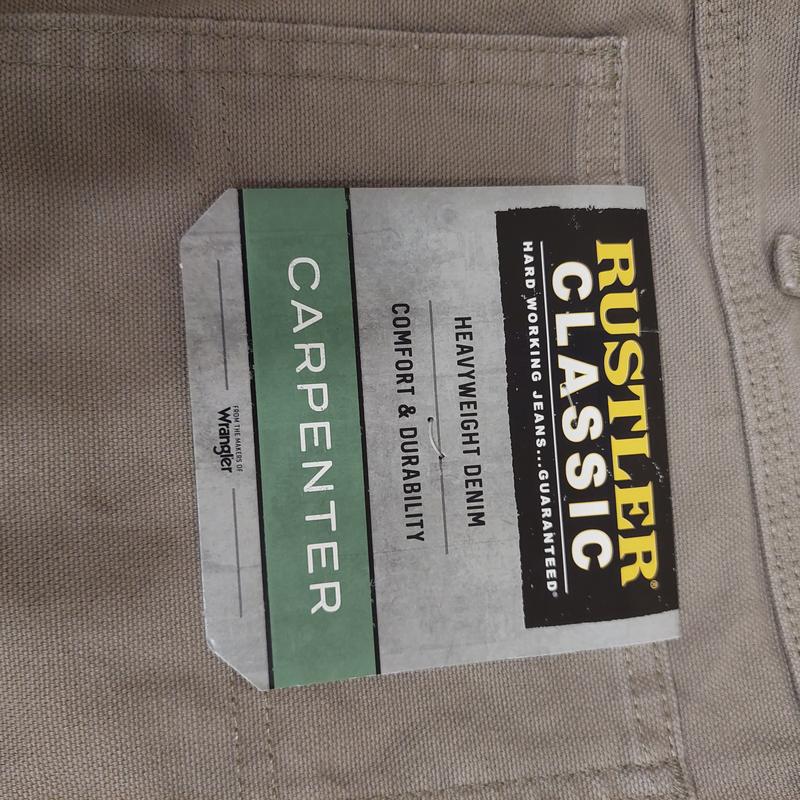 RUSTLER®
CLASSIC
HARD WORKING JEANS...GUARANTEED®
HEAVYWEIGHT DENIM
COMFORT & DURABILITY
CARPENTER
FROM THE MAKERS OF:
Wrangler